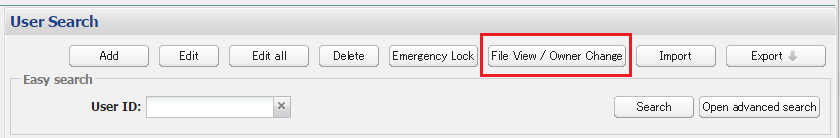 User Search
Add Edit Edit all Delete Emergency Lock File View / Owner Change Import Export
Easy search
User ID: Search Open advanced search